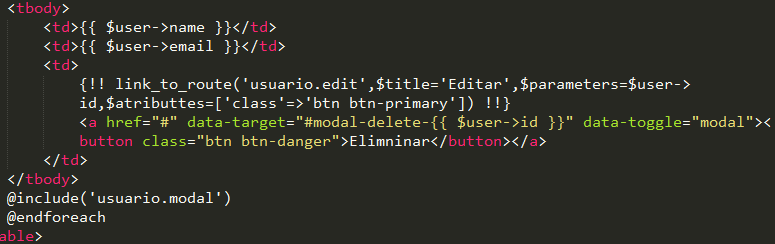 <tbody>
<td>{{ $user->name }}</td>
<td>{{ $user->email }}</td>
<td>
{!! link_to_route('usuario.edit',$title='Editar',$parameters=$user->
id,$atributtes=['class'=>'btn btn-primary']) !!}
<a href="#" data-target="#modal-delete-{{ $user->id }}" data-toggle="modal"><
button class="btn btn-danger">Elimninar</button></a>
</td>
</tbody>
@include('usuario.modal')
@endforeach
able>